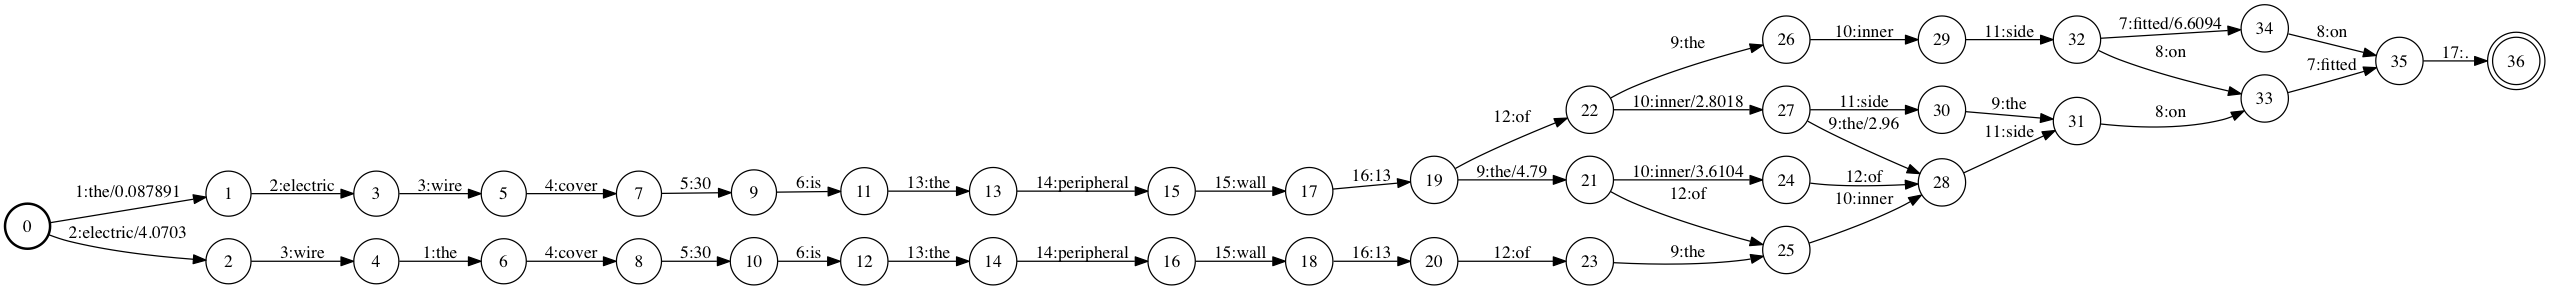 7:fitted/6.6094 34 8:on
9:the 26 10:inner 29 11:side 32 8:on 7:fitted 35 17:. 36
12:of 22 10:inner/2.8018 27 11:side 30 9:the 31 8:on 33
9:the/2.96 11:side
1:the/0.087891 1 2:electric 3 3:wire 5 4:cover 7 5:30 9 6:is 11 13:the 13 14:peripheral 15 15:wall 17 16:13 19 9:the/4.79 21 10:inner/3.6104 24 12:of 28
12:of 10:inner
0
2:electric/4.0703 2 3:wire 4 1:the 6 4:cover 8 5:30 10 6:is 12 13:the 14 14:peripheral 16 15:wall 18 16:13 20 12:of 23 9:the 25